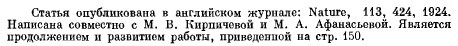 Статья опубликована в английском журнале: Nature, 113, 424, 1924.
Написана совместно с М. В. Кирпичевой и М. А. Афанасьевой. Является
продолжением и развитием работы, приведенной на стр. 150.